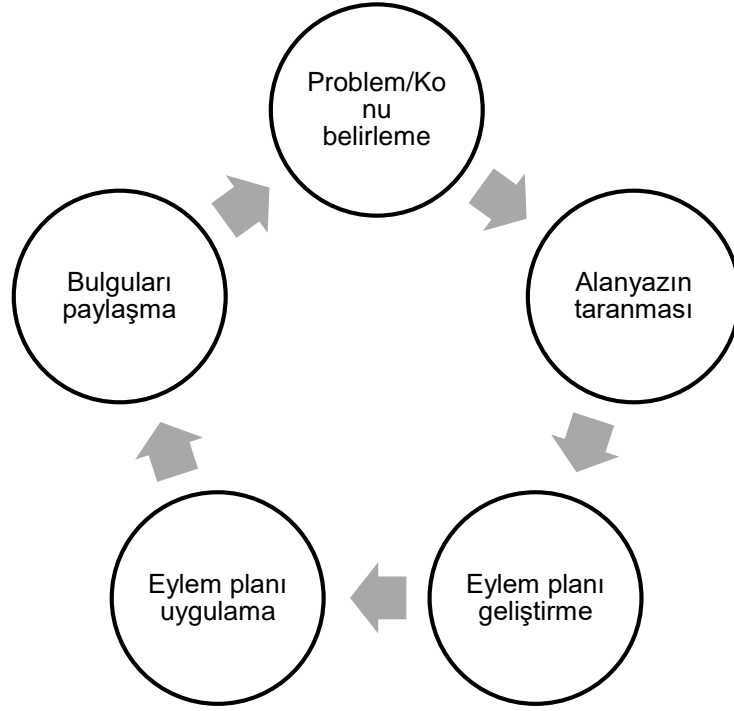 Problem/Ko
nu
belirleme
Alanyazın
taranması
Eylem planı
geliştirme
Eylem planı
uygulama
Bulguları
paylaşma